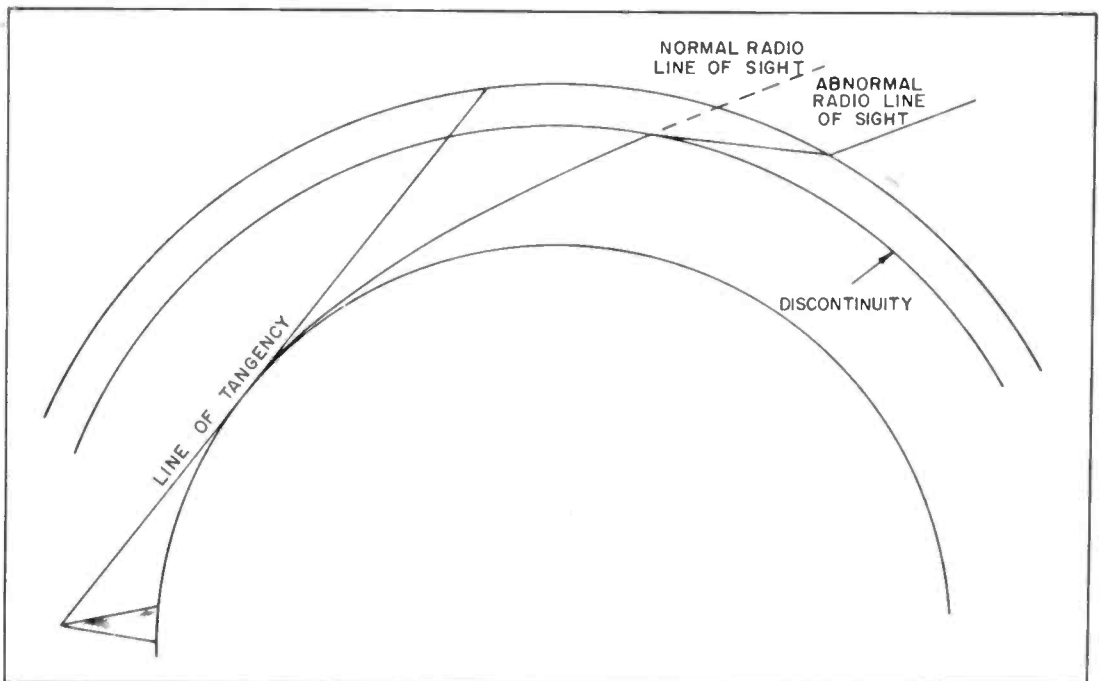 NORMAL RADIO
LINE OF SIGHT
ABNORMAL
RADIO LINE
OF SIGHT
DISCONTINUITY
LINE OF TANGENCY